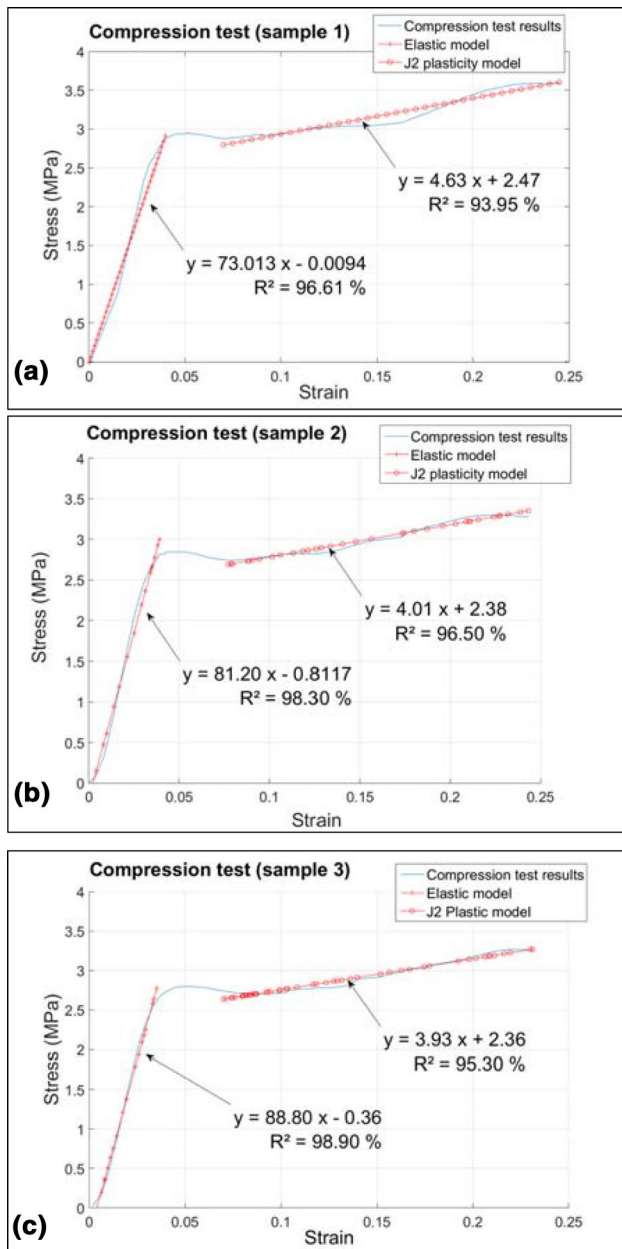 Compression test (sample 1)
Compression test results
Elastic model
J2 plasticity model
4
3.5
3
2.5
2
1.5
1
0.5
0
Stress (MPa)
y = 4.63 x + 2.47
R² = 93.95 %
y = 73.013 x - 0.0094
R² = 96.61 %
0 0.05 0.1 0.15 0.2 0.25
Strain
(a)
Compression test (sample 2)
Compression test results
Elastic model
J2 plasticity model
4
3.5
3
2.5
2
1.5
1
0.5
0
Stress (MPa)
y = 4.01 x + 2.38
R² = 96.50 %
y = 81.20 x - 0.8117
R² = 98.30 %
0 0.05 0.1 0.15 0.2 0.25
Strain
(b)
Compression test (sample 3)
Compression test results
Elastic model
J2 Plastic model
4
3.5
3
2.5
2
1.5
1
0.5
0
Stress (MPa)
y = 3.93 x + 2.36
R² = 95.30 %
y = 88.80 x - 0.36
R² = 98.90 %
0 0.05 0.1 0.15 0.2 0.25
Strain
(c)